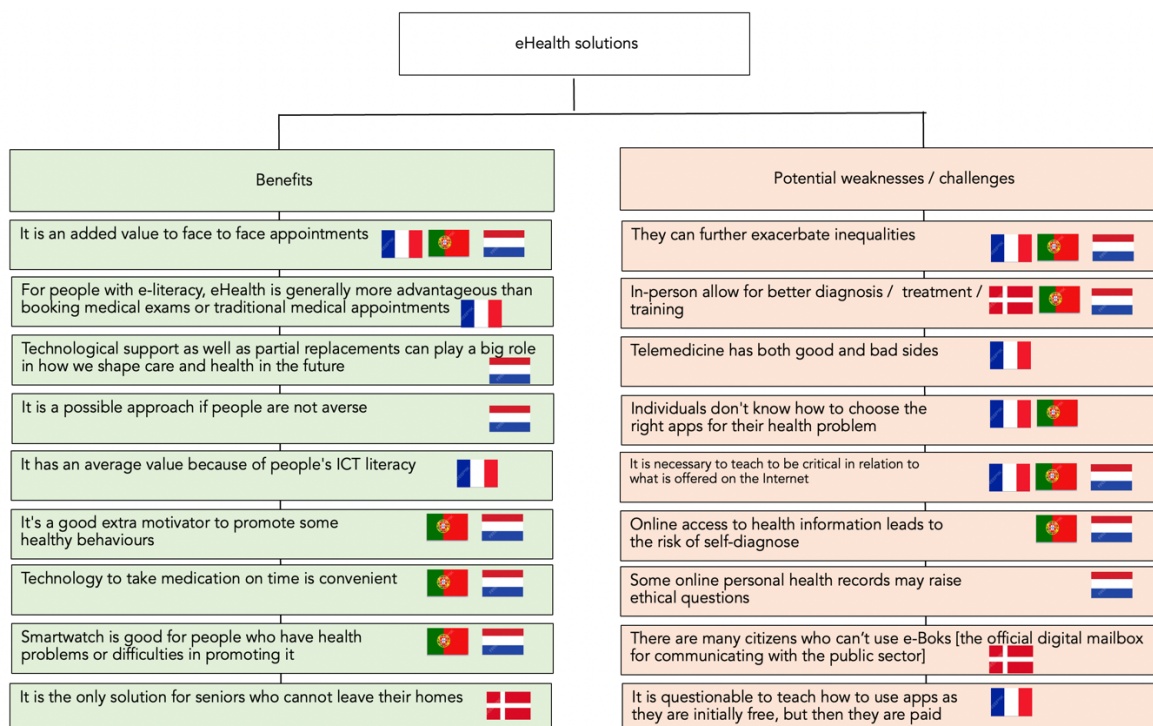 eHealth solutions
Benefits
It is an added value to face to face appointments
For people with e-literacy, eHealth is generally more advantageous than
booking medical exams or traditional medical appointments
Technological support as well as partial replacements can play a big role
in how we shape care and health in the future
It is a possible approach if people are not averse
It has an average value because of people's ICT literacy
It's a good extra motivator to promote some
healthy behaviours
Technology to take medication on time is convenient
Smartwatch is good for people who have health
problems or difficulties in promoting it
It is the only solution for seniors who cannot leave their homes
Potential weaknesses / challenges
They can further exacerbate inequalities
In-person allow for better diagnosis / treatment /
training
Telemedicine has both good and bad sides
Individuals don't know how to choose the
right apps for their health problem
It is necessary to teach to be critical in relation to
what is offered on the Internet
Online access to health information leads to
the risk of self-diagnose
Some online personal health records may raise
ethical questions
There are many citizens who can't use e-Boks [the official digital mailbox
for communicating with the public sector]
It is questionable to teach how to use apps as
they are initially free, but then they are paid